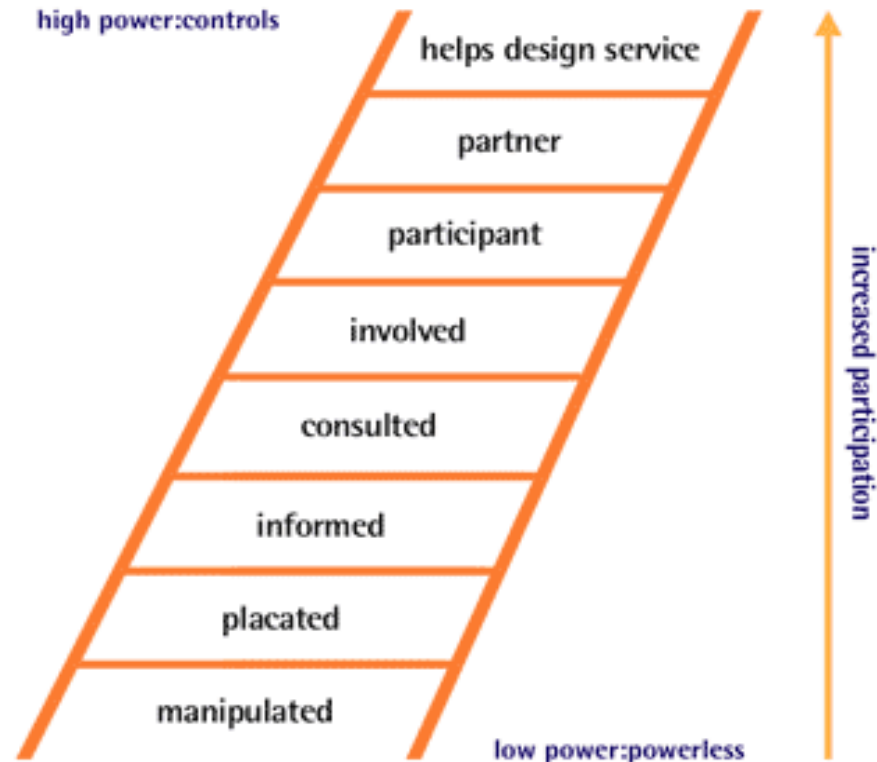 high power:controls
helps design service
partner
participant
involved
consulted
informed
placated
manipulated
low power:powerless
increased participation